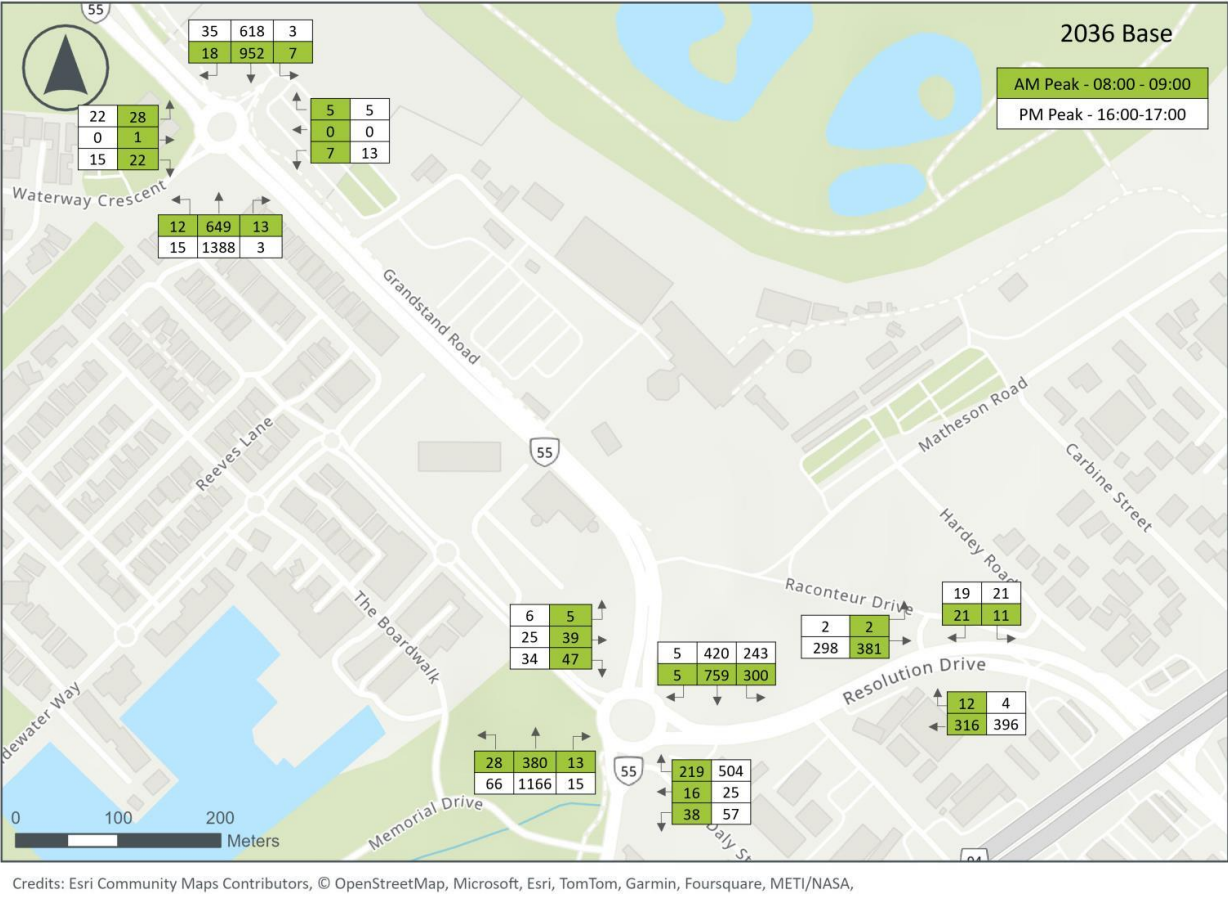 55
35 618 3
18 952 7
2036 Base
AM Peak - 08:00 - 09:00
PM Peak - 16:00-17:00
22 28
0 1
15 22
5 5
0 0
7 13
Waterway Crescent
12 649 13
15 1388 3
Grandstand Road
Reeves Lane
55
Matheson Road
Carbine Street
Hardey Road
The Boardwalk
Raconteur Drive
19 21
21 11
6 5
25 39
34 47
2 2
298 381
5 420 243
5 759 300
Resolution Drive
12 4
316 396
dewater Way
28 380 13
66 1166 15
55
219 504
16 25
38 57
Memorial Drive
Daly St
0 100 200
Meters
94
Credits: Esri Community Maps Contributors, © OpenStreetMap, Microsoft, Esri, TomTom, Garmin, Foursquare, METI/NASA,